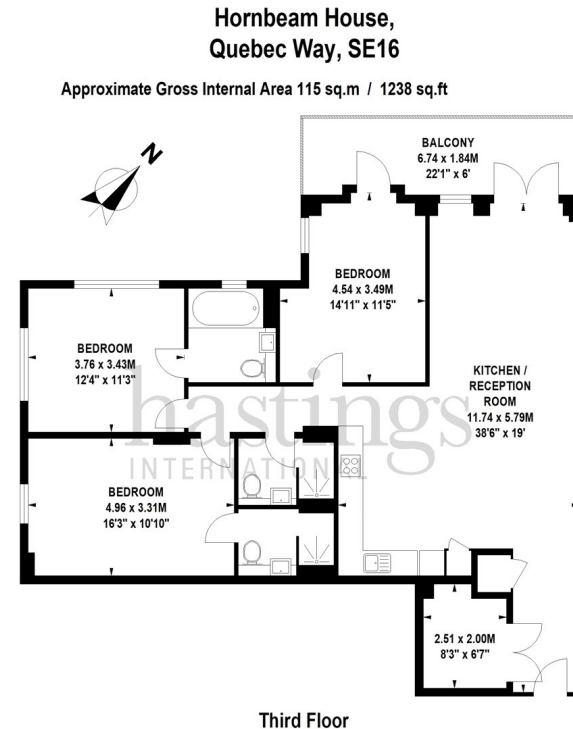 Hornbeam House,
Quebec Way, SE16
Approximate Gross Internal Area 115 sq.m / 1238 sq.ft
N
BALCONY
6.74 x 1.84M
22'1" x 6'
BEDROOM
4.54 x 3.49M
14'11" x 11'5"
BEDROOM
3.76 x 3.43M
12'4" x 11'3"
KITCHEN /
RECEPTION
ROOM
11.74 x 5.79M
38'6" x 19'
hastings
INTERNATIONAL
BEDROOM
4.96 x 3.31M
16'3" x 10'10"
2.51 x 2.00M
8'3" x 6'7"
Third Floor